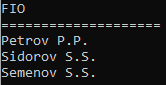 FIO
====================
Petrov P.P.
Sidorov S.S.
Semenov S.S.